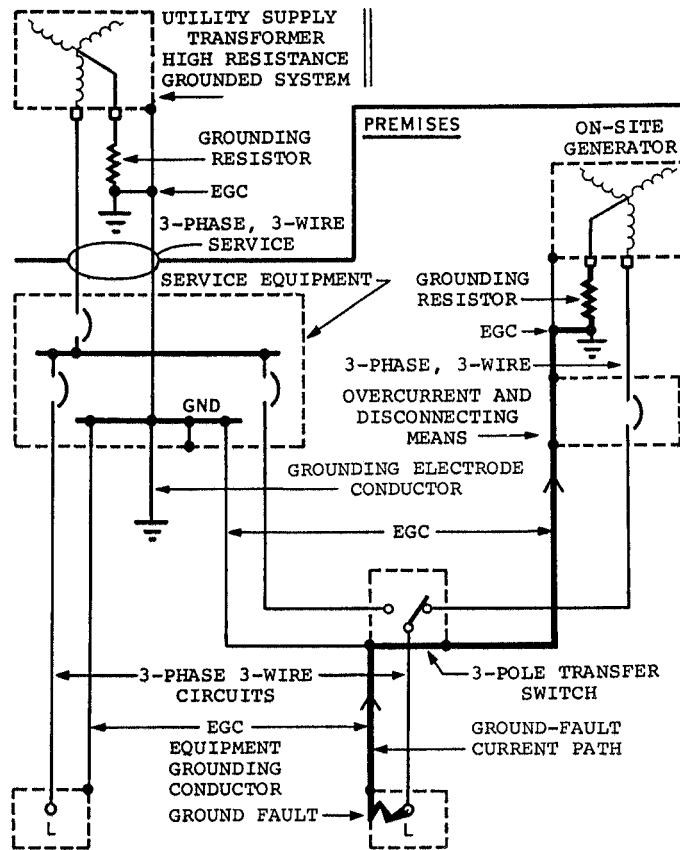 UTILITY SUPPLY
TRANSFORMER
HIGH RESISTANCE
GROUNDED SYSTEM
PREMISES
ON-SITE
GENERATOR
GROUNDING
RESISTOR
EGC
3-PHASE, 3-WIRE
SERVICE
SERVICE EQUIPMENT
GROUNDING
RESISTOR
EGC
3-PHASE, 3-WIRE
OVERCURRENT AND
DISCONNECTING
MEANS
GND
GROUNDING ELECTRODE
CONDUCTOR
EGC
3-PHASE 3-WIRE
CIRCUITS
3-POLE TRANSFER
SWITCH
EGC
EQUIPMENT
GROUNDING
CONDUCTOR
GROUND-FAULT
CURRENT PATH
GROUND FAULT
L
L